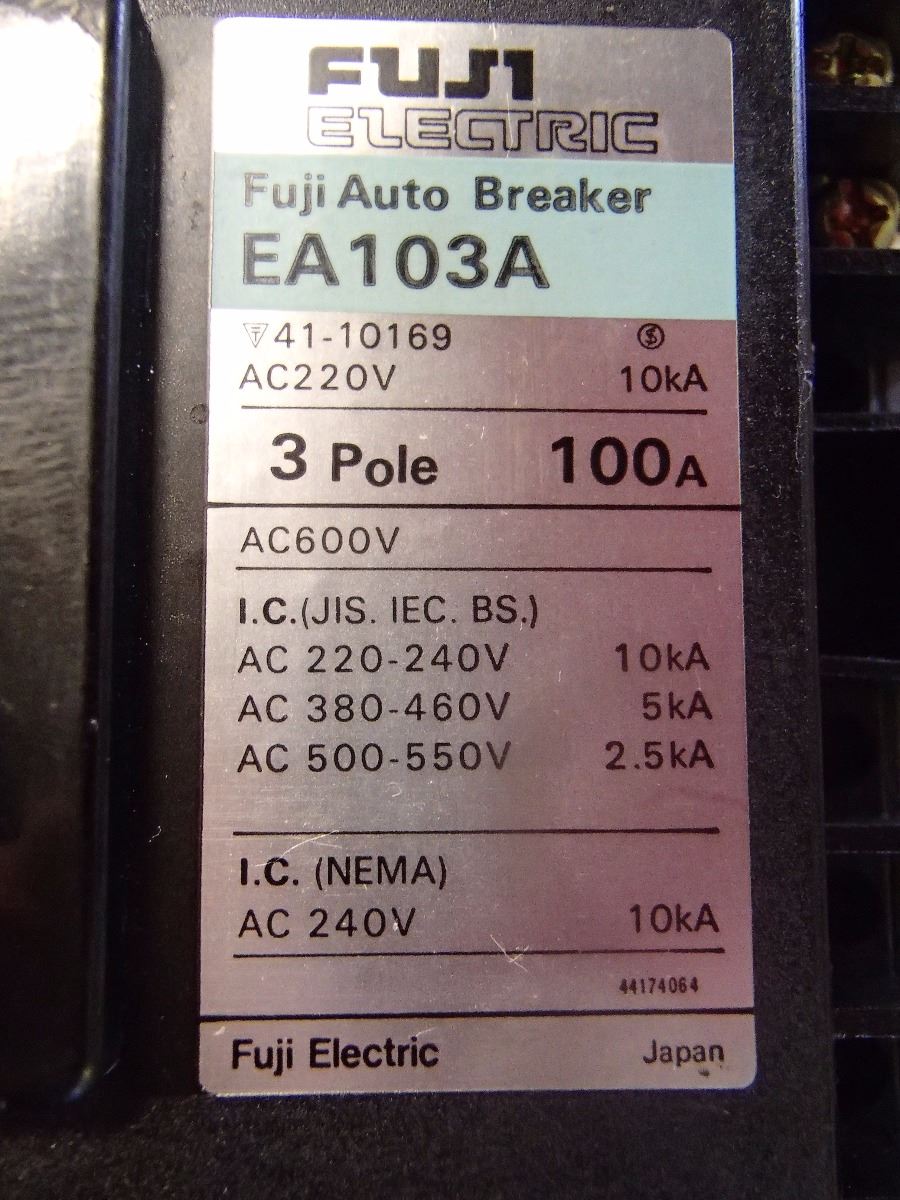 FUJI
ELECTRIC
Fuji Auto Breaker
EA103A
41-10169
AC220V 10kA
3 Pole 100A
AC600V
I.C.(JIS. IEC. BS.)
AC 220-240V 10kA
AC 380-460V 5kA
AC 500-550V 2.5kA
I.C. (NEMA)
AC 240V 10kA
44174064
Fuji Electric Japan